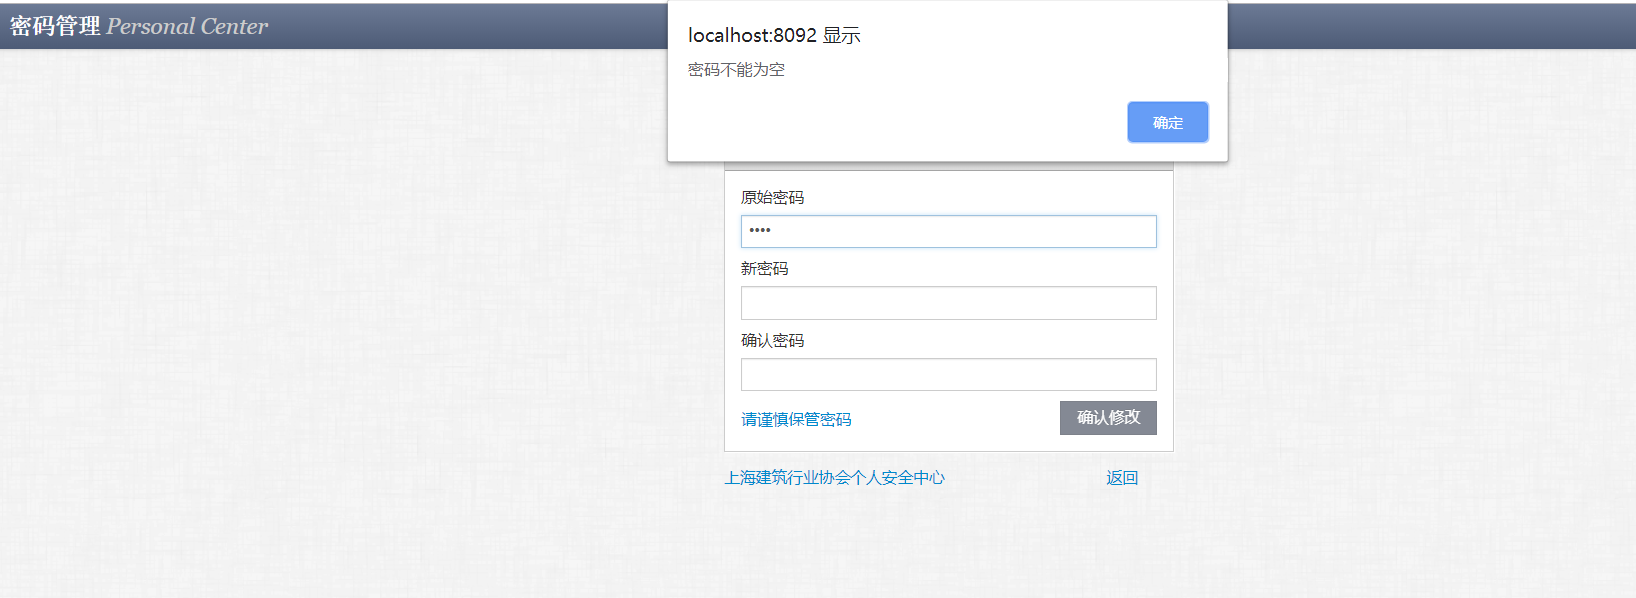 密码管理 Personal Center
localhost:8092 显示
密码不能为空
确定
原始密码
••••
新密码
确认密码
请谨慎保管密码
确认修改
上海建筑行业协会个人安全中心
返回